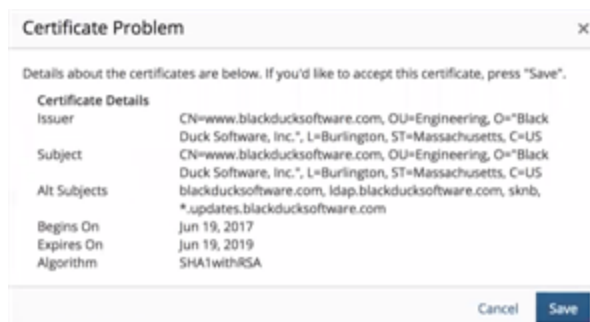 Certificate Problem ×
Details about the certificates are below. If you'd like to accept this certificate, press "Save".
Certificate Details
Issuer CN=www.blackducksoftware.com, OU=Engineering, O="Black
Duck Software, Inc.", L=Burlington, ST=Massachusetts, C=US
Subject CN=www.blackducksoftware.com, OU=Engineering, O="Black
Duck Software, Inc.", L=Burlington, ST=Massachusetts, C=US
Alt Subjects blackducksoftware.com, ldap.blackducksoftware.com, sknb,
*.updates.blackducksoftware.com
Begins On Jun 19, 2017
Expires On Jun 19, 2019
Algorithm SHA1withRSA
Cancel Save